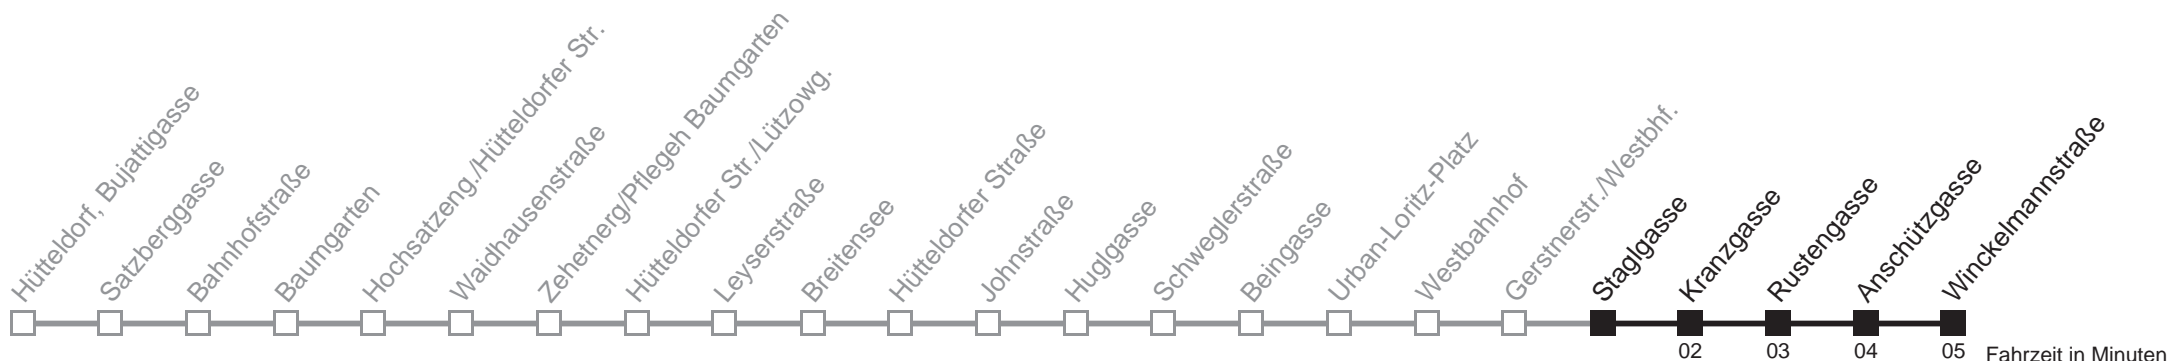 Hütteldorf, Bujattigasse
Satzberggasse
Bahnhofstraße
Baumgarten
Hochsatzeng./Hütteldorfer Str.
Waidhausenstraße
Zehetnerg/Pflegeh Baumgarten
Hütteldorfer Str./Lützowg.
Leyserstraße
Breitensee
Hütteldorfer Straße
Johnstraße
Huglgasse
Schweglerstraße
Beingasse
Urban-Loritz-Platz
Westbahnhof
Gerstnerstr./Westbhf.
Staglgasse
Kranzgasse
Rustengasse
Anschützgasse
Winckelmannstraße
02 03 04 05 Fahrzeit in Minuten